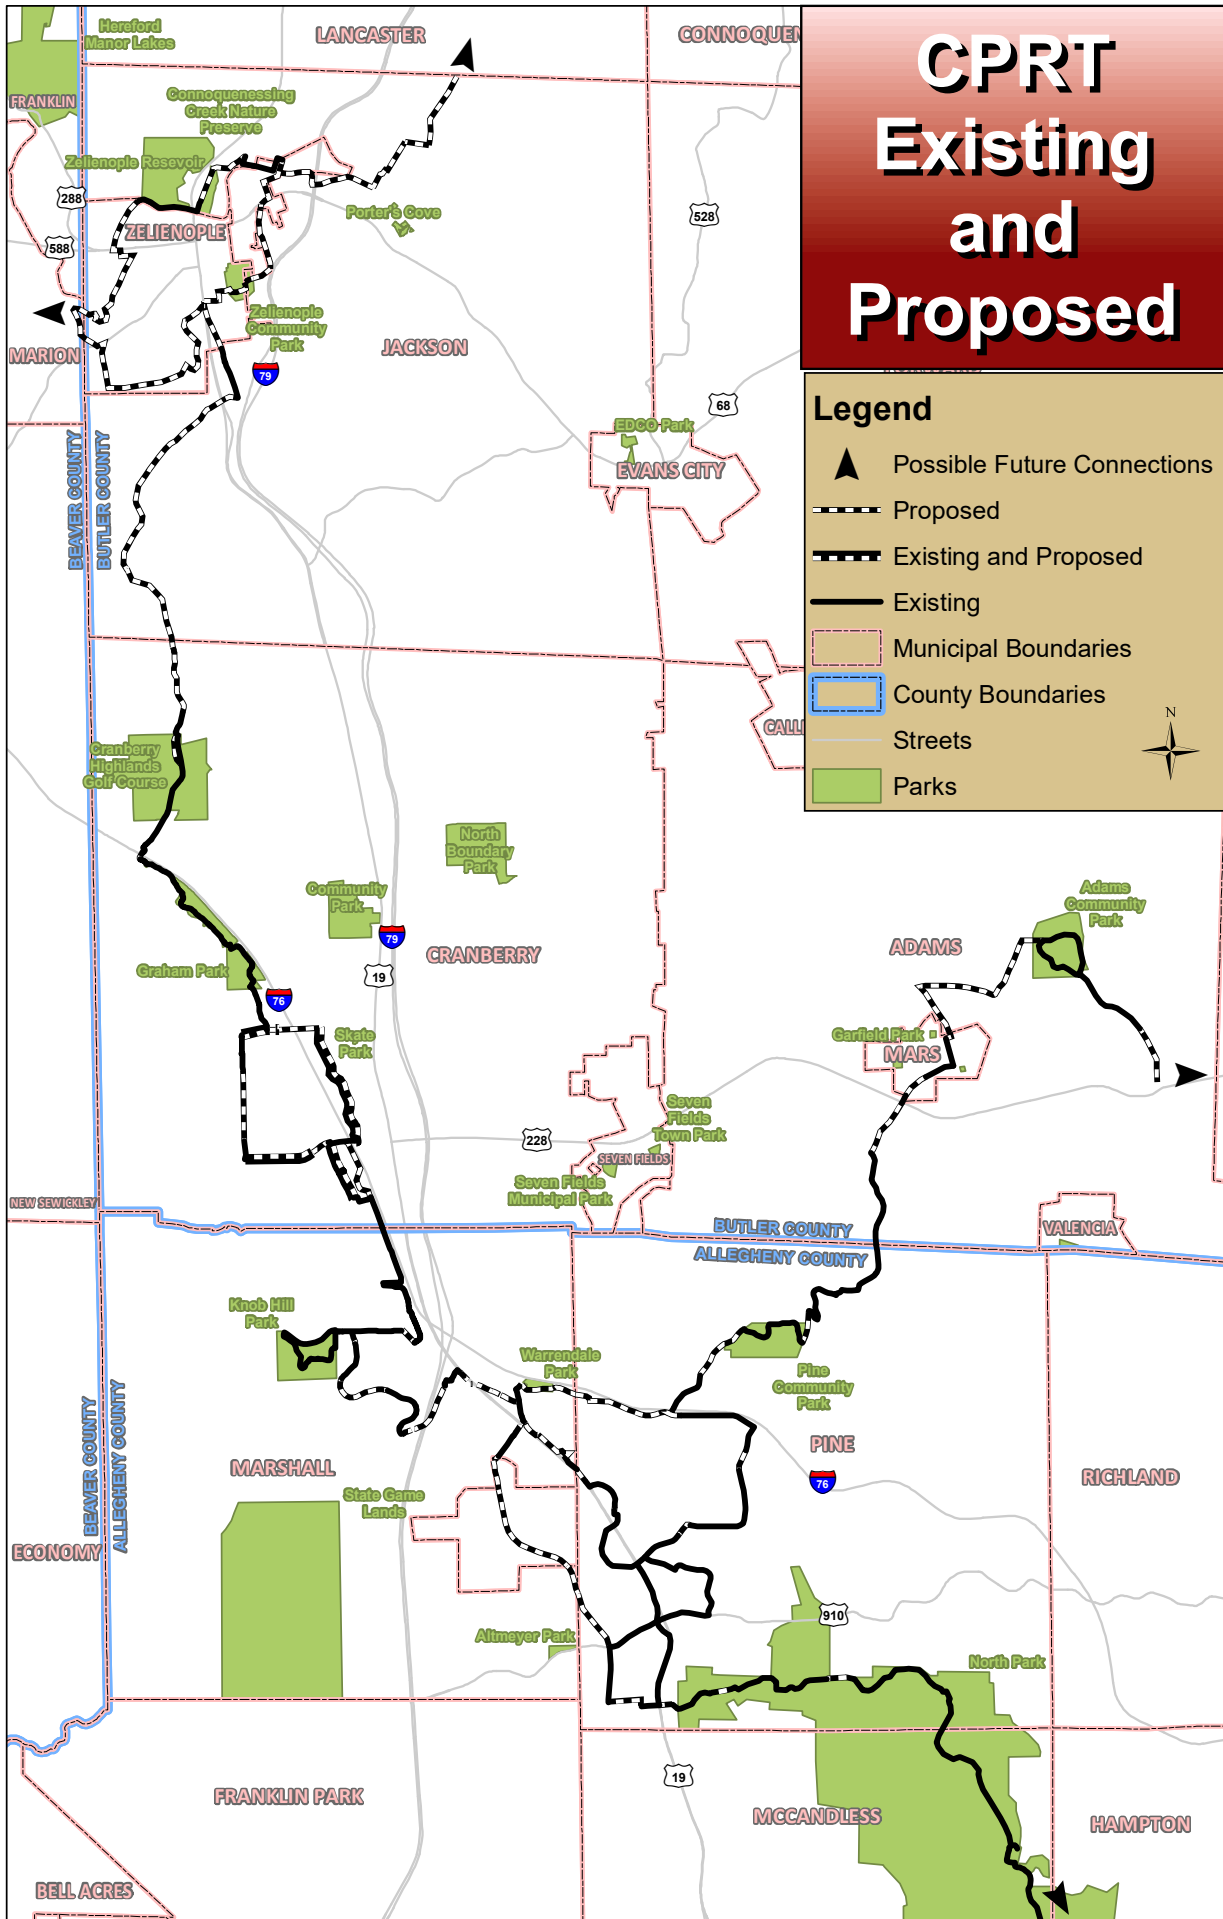 CPRT
Existing
and
Proposed
Legend
Possible Future Connections
Proposed
Existing and Proposed
Existing
Municipal Boundaries
County Boundaries
Streets
Parks
N
Hereford
Manor Lakes
LANCASTER
FRANKLIN
Connoquenessing
Creek Nature
Preserve
Zelienople Resevoir
288
588
ZELIENOPLE
Porter's Cove
528
Zelienople
Community
Park
MARION
JACKSON
79
68
EDCO Park
EVANS CITY
BEAVER COUNTY
BUTLER COUNTY
Cranberry
Highlands
Golf Course
North
Boundary
Park
Community
Park
79
CRANBERRY
19
Graham Park
76
Skate
Park
Adams
Community
Park
ADAMS
Garfield Park
MARS
Seven
Fields
Town Park
228
SEVEN FIELDS
Seven Fields
Municipal Park
NEW SEWICKLEY
BUTLER COUNTY
ALLEGHENY COUNTY
VALENCIA
Knob Hill
Park
Warrendale
Park
Pine
Community
Park
PINE
76
RICHLAND
MARSHALL
State Game
Lands
BEAVER COUNTY
ALLEGHENY COUNTY
ECONOMY
910
Altmeyer Park
North Park
19
FRANKLIN PARK
MCCANDLESS
HAMPTON
BELL ACRES
CONNOQUEN
CALL